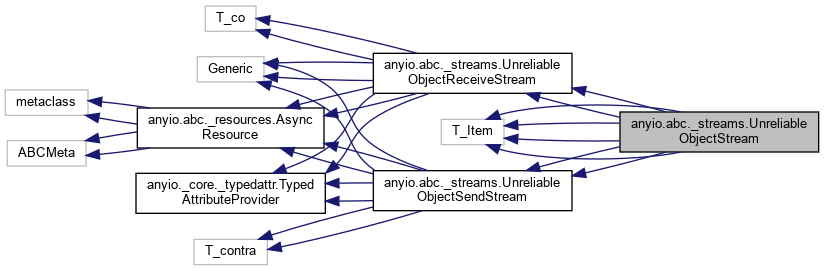 T_co
Generic
anyio.abc._streams.Unreliable
ObjectReceiveStream
metaclass
anyio.abc._resources.Async
Resource
T_Item
anyio.abc._streams.Unreliable
ObjectStream
ABCMeta
anyio._core._typedattr.Typed
AttributeProvider
anyio.abc._streams.Unreliable
ObjectSendStream
T_contra